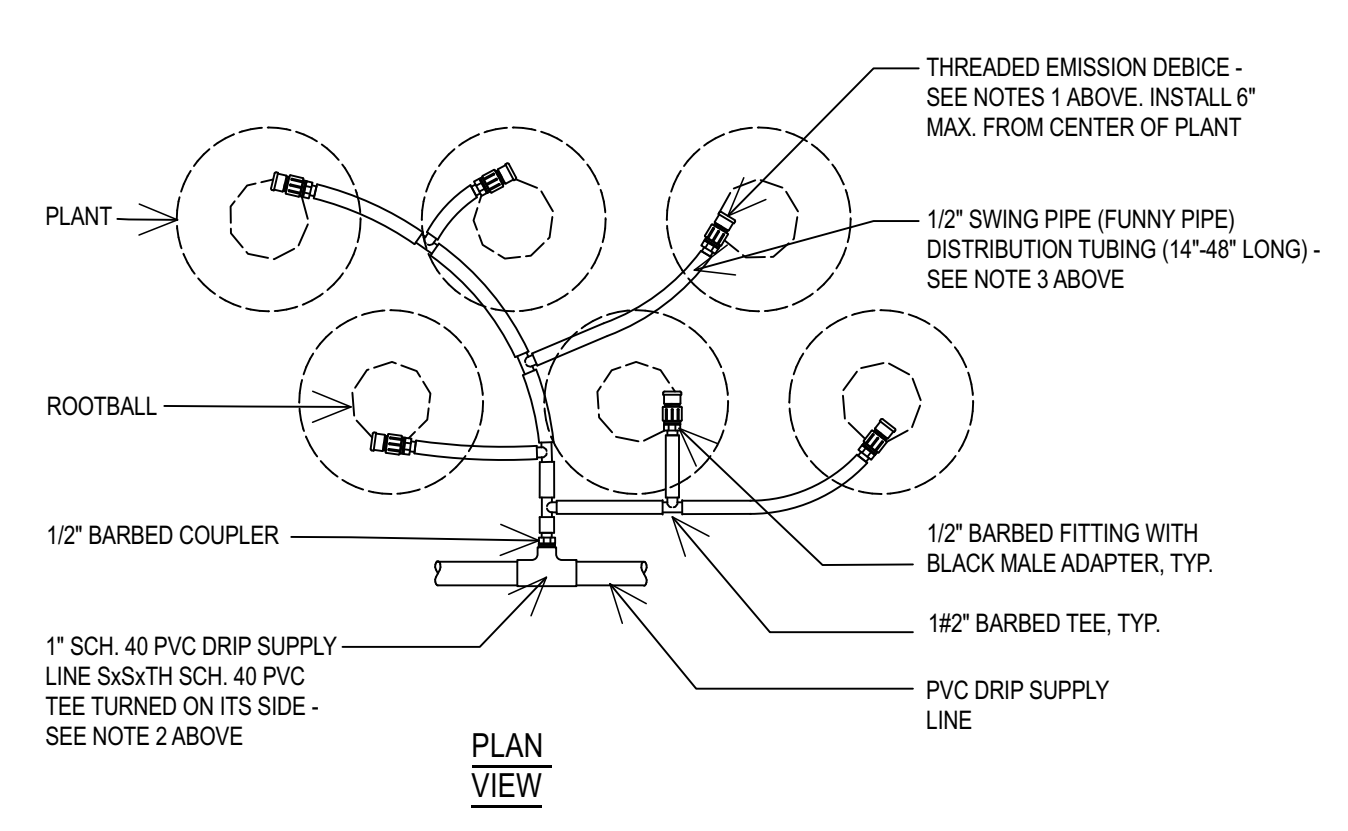 THREADED EMISSION DEBICE -
SEE NOTES 1 ABOVE. INSTALL 6"
MAX. FROM CENTER OF PLANT
PLANT
1/2" SWING PIPE (FUNNY PIPE)
DISTRIBUTION TUBING (14"-48" LONG) -
SEE NOTE 3 ABOVE
ROOTBALL
1/2" BARBED COUPLER
1/2" BARBED FITTING WITH
BLACK MALE ADAPTER, TYP.
1#2" BARBED TEE, TYP.
1" SCH. 40 PVC DRIP SUPPLY
LINE SxSxTH SCH. 40 PVC
TEE TURNED ON ITS SIDE -
SEE NOTE 2 ABOVE
PVC DRIP SUPPLY
LINE
PLAN
VIEW